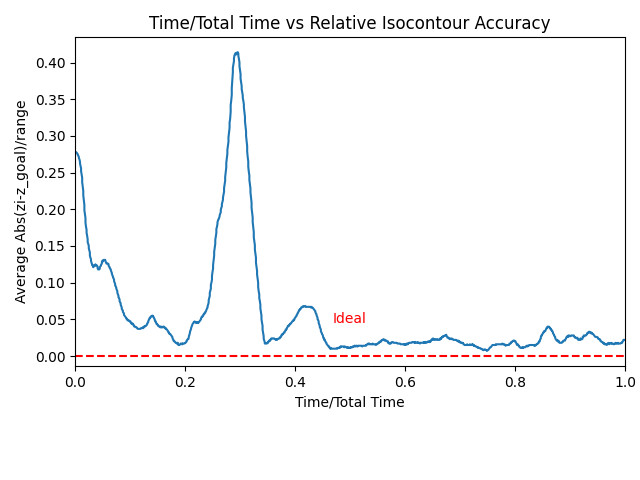 Time/Total Time vs Relative Isocontour Accuracy
Average Abs(zi-z_goal)/range
0.40
0.35
0.30
0.25
0.20
0.15
0.10
0.05
0.00
Ideal
0.0 0.2 0.4 0.6 0.8 1.0
Time/Total Time